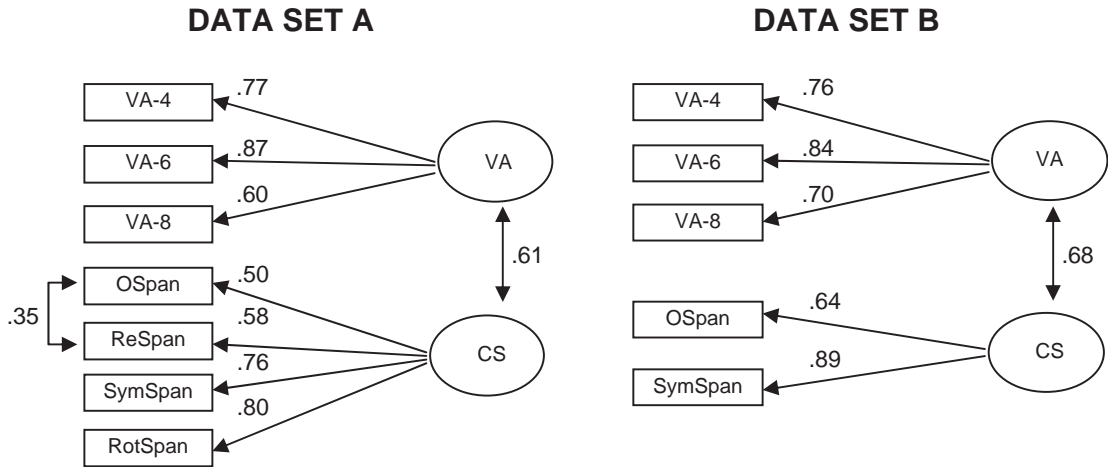 DATA SET A
.77
VA-4
.87
VA-6
VA
.60
VA-8
.61
.50
OSpan
.35
.58
ReSpan
CS
.76
SymSpan
.80
RotSpan
DATA SET B
.76
VA-4
.84
VA-6
VA
.70
VA-8
.68
.64
OSpan
CS
.89
SymSpan